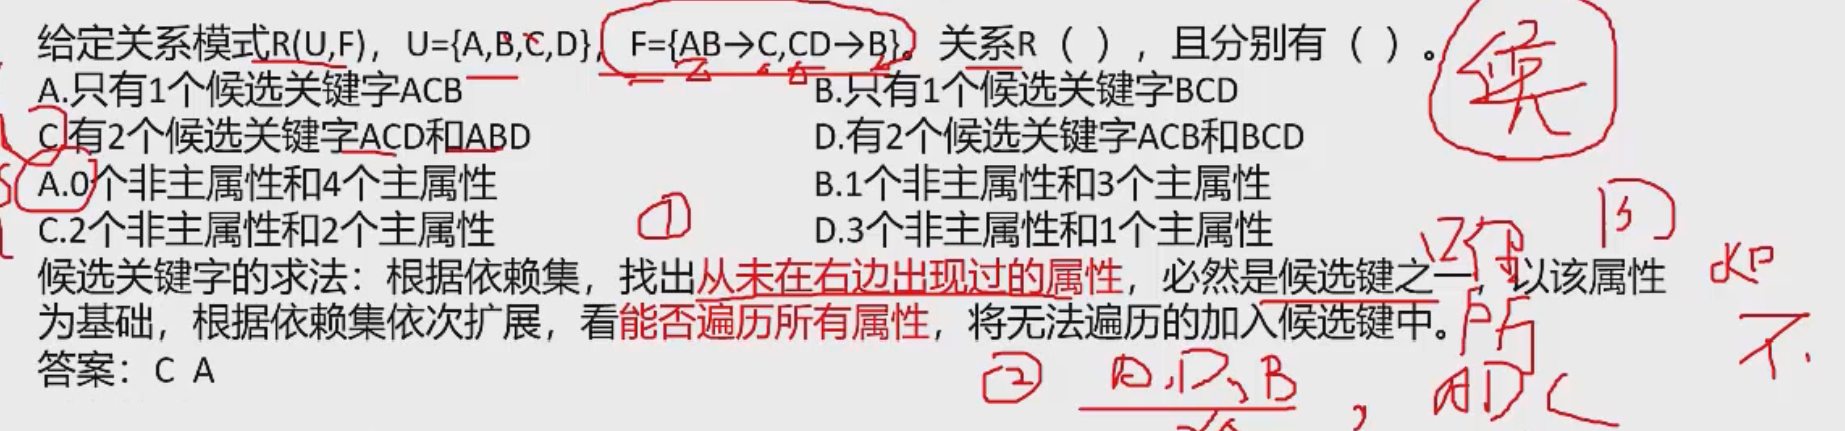 给定关系模式R(U,F)，U={A,B,C,D}，F={AB→C,CD→B}。关系R（ ），且分别有（ ）。
候
A.只有1个候选关键字ACB B.只有1个候选关键字BCD
C.有2个候选关键字ACD和ABD D.有2个候选关键字ACB和BCD
A.0个非主属性和4个主属性 B.1个非主属性和3个主属性
C.2个非主属性和2个主属性 D.3个非主属性和1个主属性
①
候选关键字的求法：根据依赖集，找出从未在右边出现过的属性，必然是候选键之一，以该属性
为基础，根据依赖集依次扩展，看能否遍历所有属性，将无法遍历的加入候选键中。
答案：C A
② A,D,B , ADC